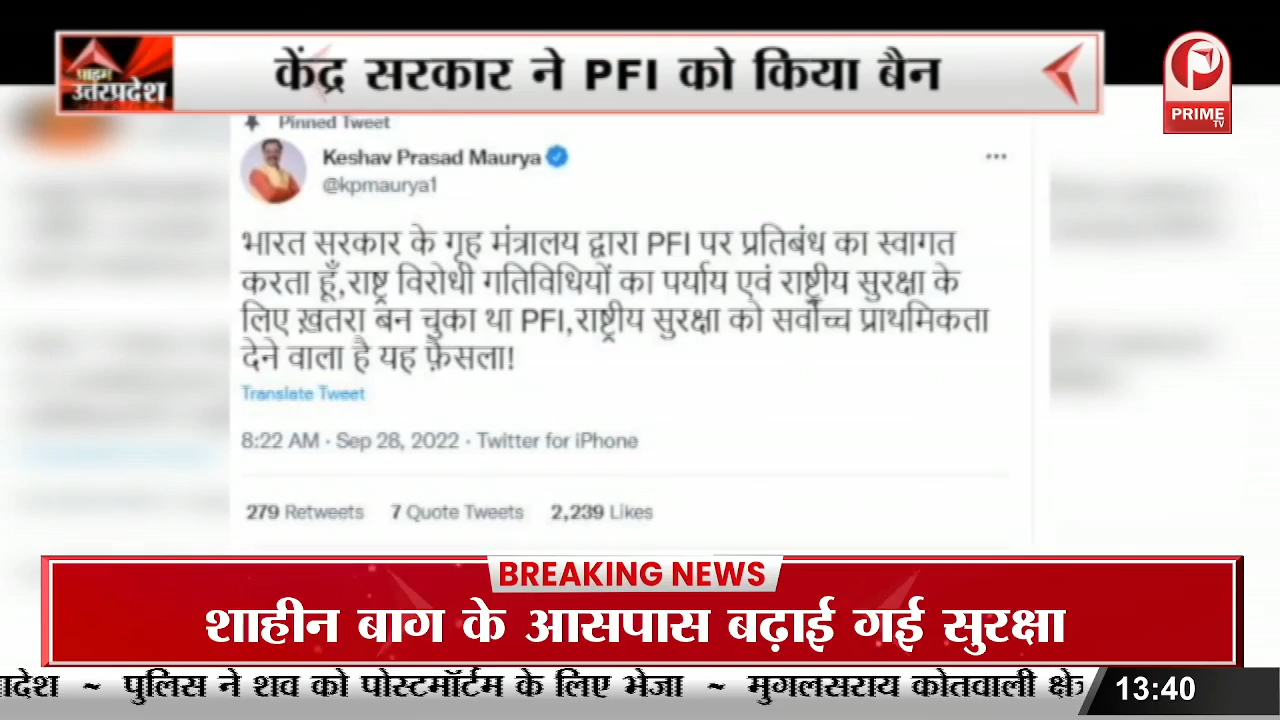 केंद्र सरकार ने PFI को किया बैन
प्राइम
उत्तरप्रदेश
PRIME
TV
Pinned Tweet
Keshav Prasad Maurya
@kpmaurya1
भारत सरकार के गृह मंत्रालय द्वारा PFI पर प्रतिबंध का स्वागत
करता हूँ,राष्ट्र विरोधी गतिविधियों का पर्याय एवं राष्ट्रीय सुरक्षा के
लिए ख़तरा बन चुका था PFI,राष्ट्रीय सुरक्षा को सर्वोच्च प्राथमिकता
देने वाला है यह फ़ैसला!
Translate Tweet
8:22 AM · Sep 28, 2022 · Twitter for iPhone
279 Retweets 7 Quote Tweets 2,239 Likes
BREAKING NEWS
शाहीन बाग के आसपास बढ़ाई गई सुरक्षा
ादेश ~ पुलिस ने शव को पोस्टमॉर्टम के लिए भेजा ~ मुगलसराय कोतवाली
13:40